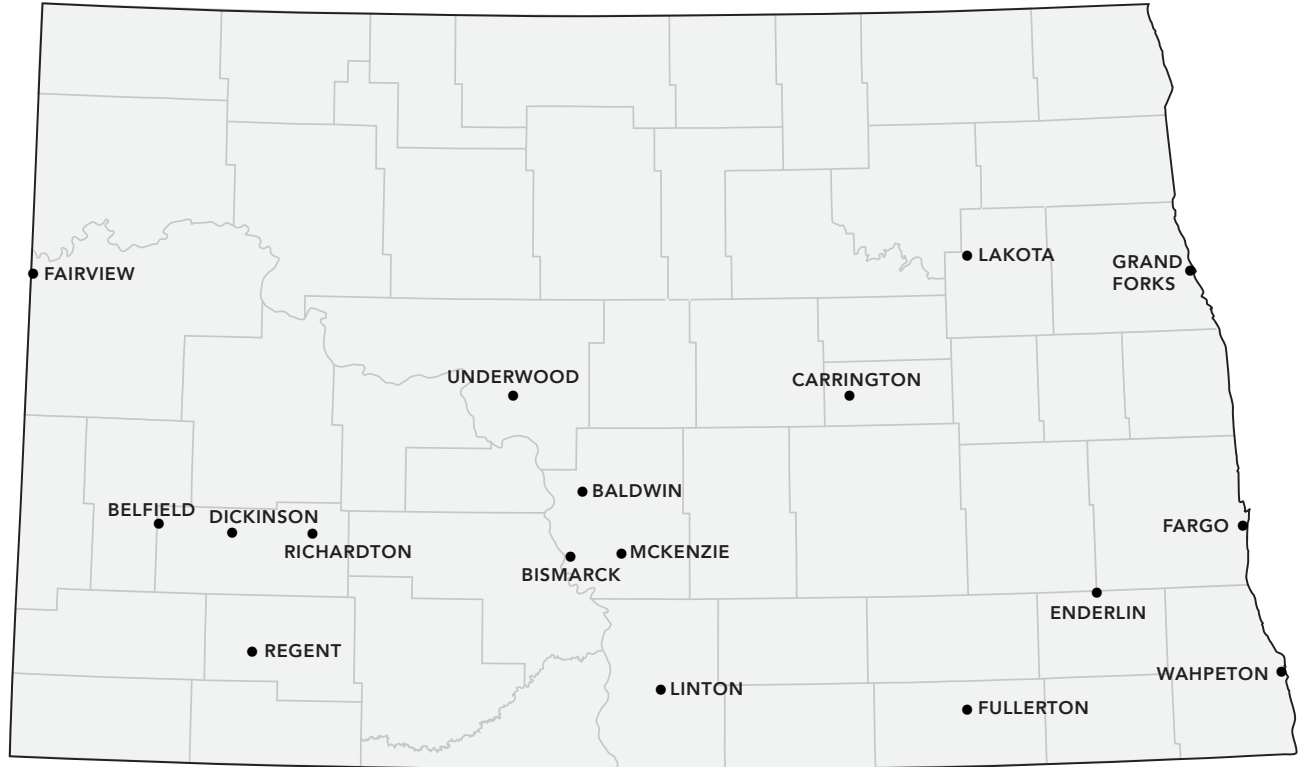 LAKOTA
GRAND
FORKS
FAIRVIEW
UNDERWOOD
CARRINGTON
BALDWIN
BELFIELD
DICKINSON
FARGO
RICHARDTON
MCKENZIE
BISMARCK
ENDERLIN
REGENT
WAHPETON
LINTON
FULLERTON